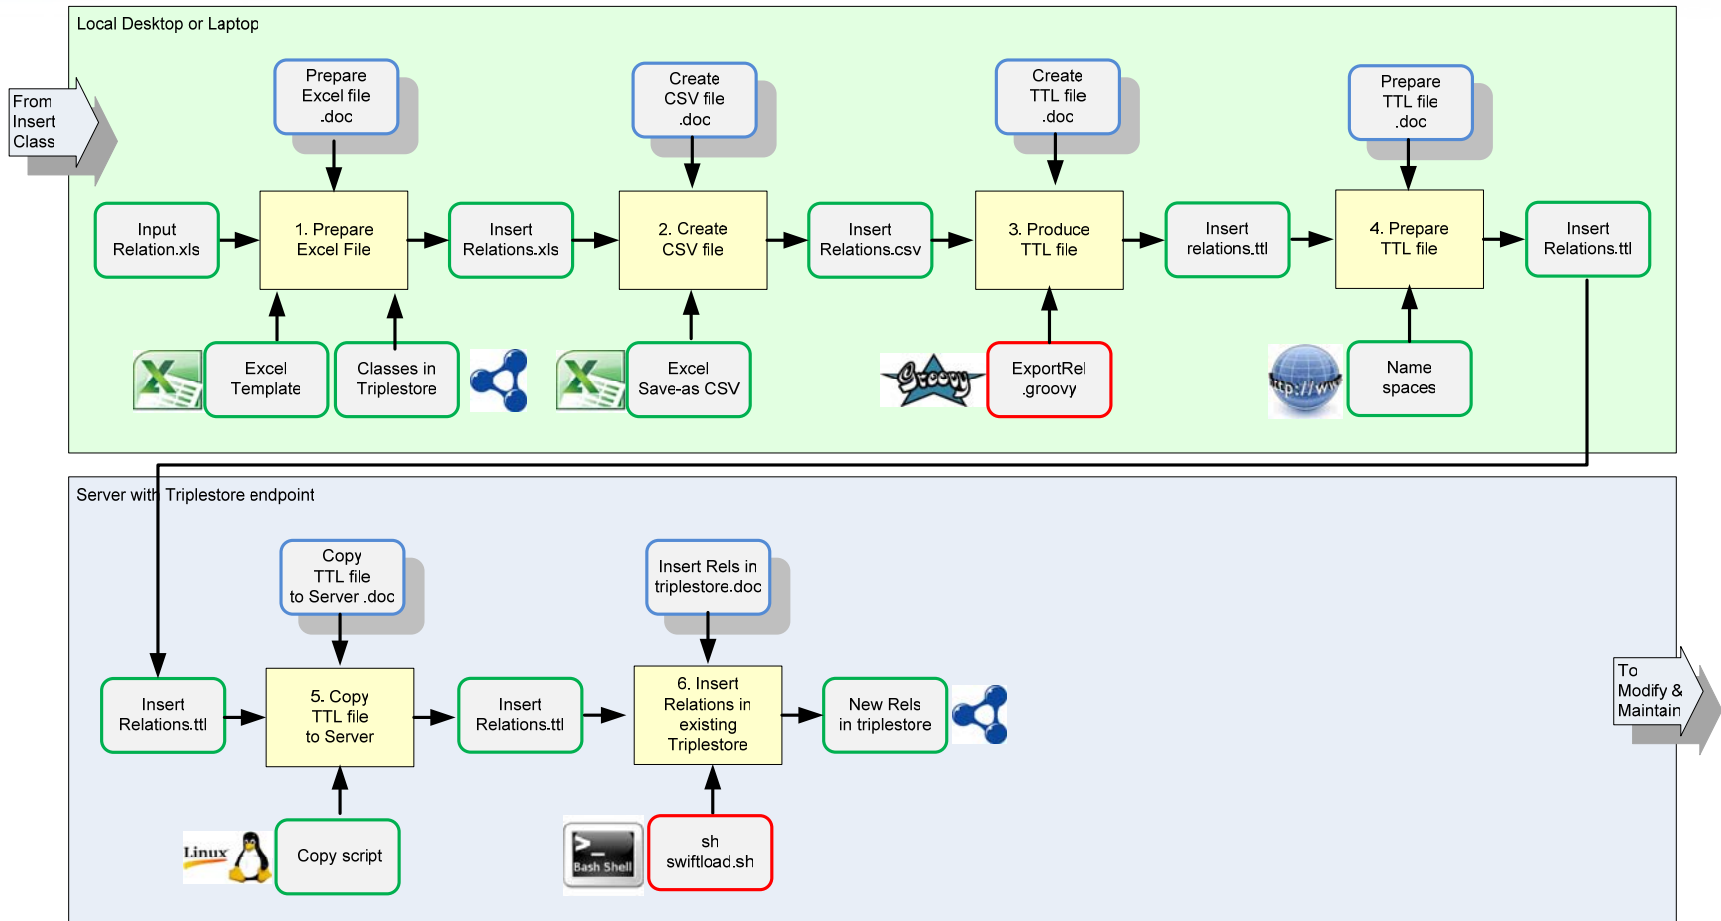 Local Desktop or Laptop
From
Insert
Class
Prepare
Excel file
.doc
Create
CSV file
.doc
Create
TTL file
.doc
Prepare
TTL file
.doc
Input
Relation.xls
1. Prepare
Excel File
Insert
Relations.xls
2. Create
CSV file
Insert
Relations.csv
3. Produce
TTL file
Insert
relations.ttl
4. Prepare
TTL file
Insert
Relations.ttl
Excel
Template
Classes in
Triplestore
Excel
Save-as CSV
Groovy
ExportRel
.groovy
http://ww
Name
spaces
Server with Triplestore endpoint
Copy
TTL file
to Server .doc
Insert Rels in
triplestore.doc
Insert
Relations.ttl
5. Copy
TTL file
to Server
Insert
Relations.ttl
6. Insert
Relations in
existing
Triplestore
New Rels
in triplestore
To
Modify &
Maintain
Linux
Copy script
>_
Bash Shell
sh
swiftload.sh